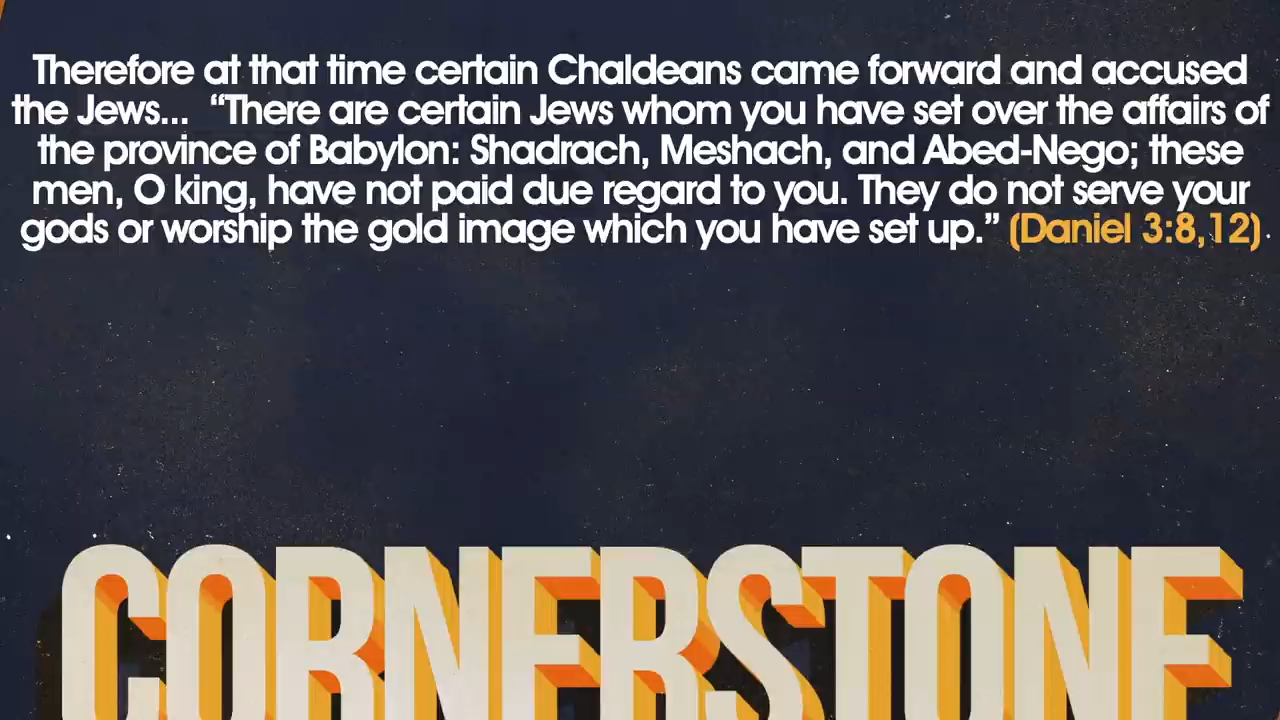 Therefore at that time certain Chaldeans came forward and accused
the Jews... “There are certain Jews whom you have set over the affairs of
the province of Babylon: Shadrach, Meshach, and Abed-Nego; these
men, O king, have not paid due regard to you. They do not serve your
gods or worship the gold image which you have set up.” (Daniel 3:8,12)
CORNERSTONE